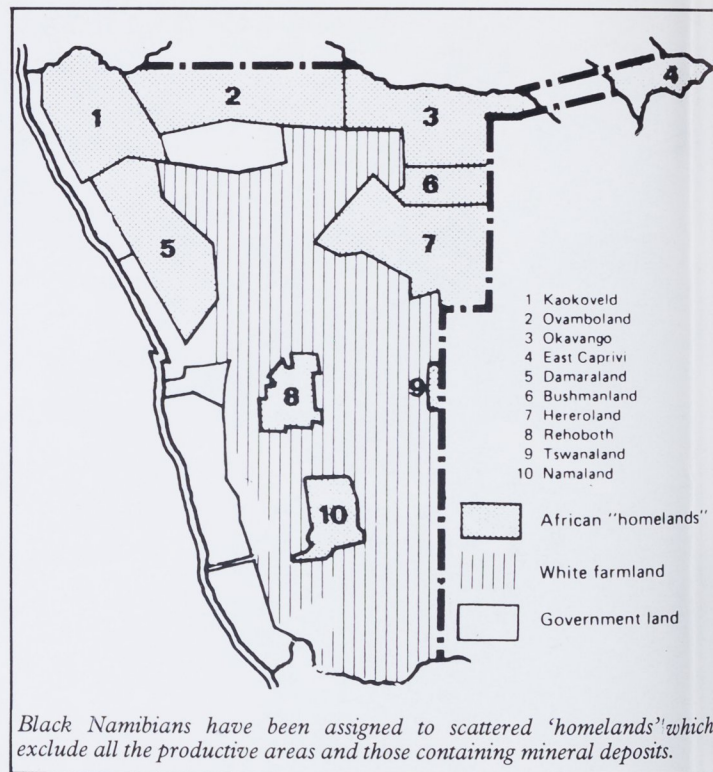 1
2
3
4
5
6
7
8
9
10
1 Kaokoveld
2 Ovamboland
3 Okavango
4 East Caprivi
5 Damaraland
6 Bushmanland
7 Hereroland
8 Rehoboth
9 Tswanaland
10 Namaland
African "homelands"
White farmland
Government land
Black Namibians have been assigned to scattered 'homelands' which
exclude all the productive areas and those containing mineral deposits.